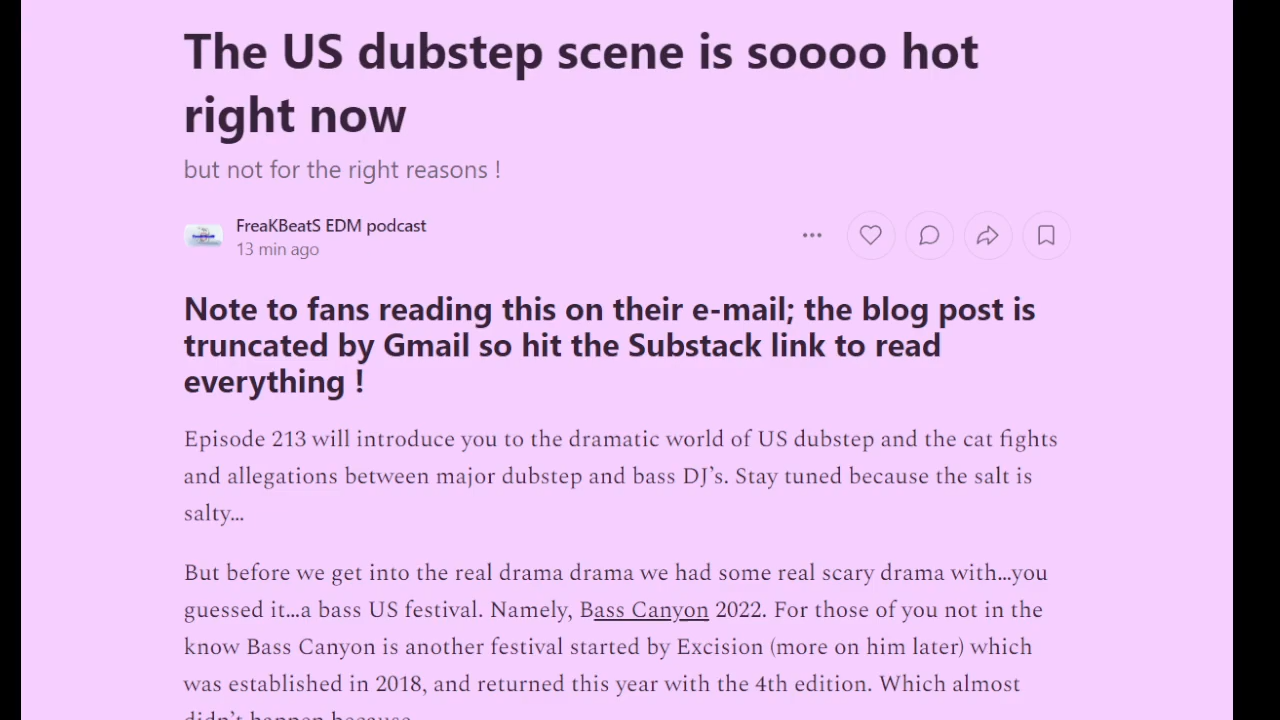 The US dubstep scene is soooo hot
right now
but not for the right reasons !
FreaKBeatS EDM podcast
13 min ago
Note to fans reading this on their e-mail; the blog post is
truncated by Gmail so hit the Substack link to read
everything !
Episode 213 will introduce you to the dramatic world of US dubstep and the cat fights
and allegations between major dubstep and bass DJ’s. Stay tuned because the salt is
salty…
But before we get into the real drama drama we had some real scary drama with…you
guessed it…a bass US festival. Namely, Bass Canyon 2022. For those of you not in the
know Bass Canyon is another festival started by Excision (more on him later) which
was established in 2018, and returned this year with the 4th edition. Which almost
didn’t happen because